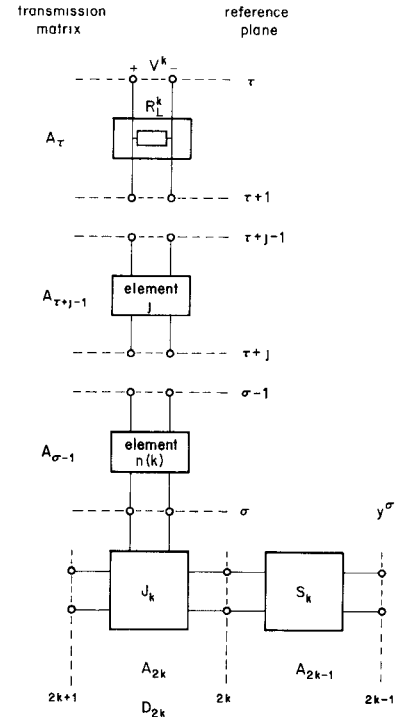 transmission matrix
reference plane
+ V^k −
τ
R_L^k
A_τ
τ+1
τ+j−1
element j
A_τ+j−1
τ+j
σ−1
element n(k)
A_σ−1
σ
y^σ
J_k
S_k
A_2k
A_2k−1
2k+1
2k
2k−1
D_2k